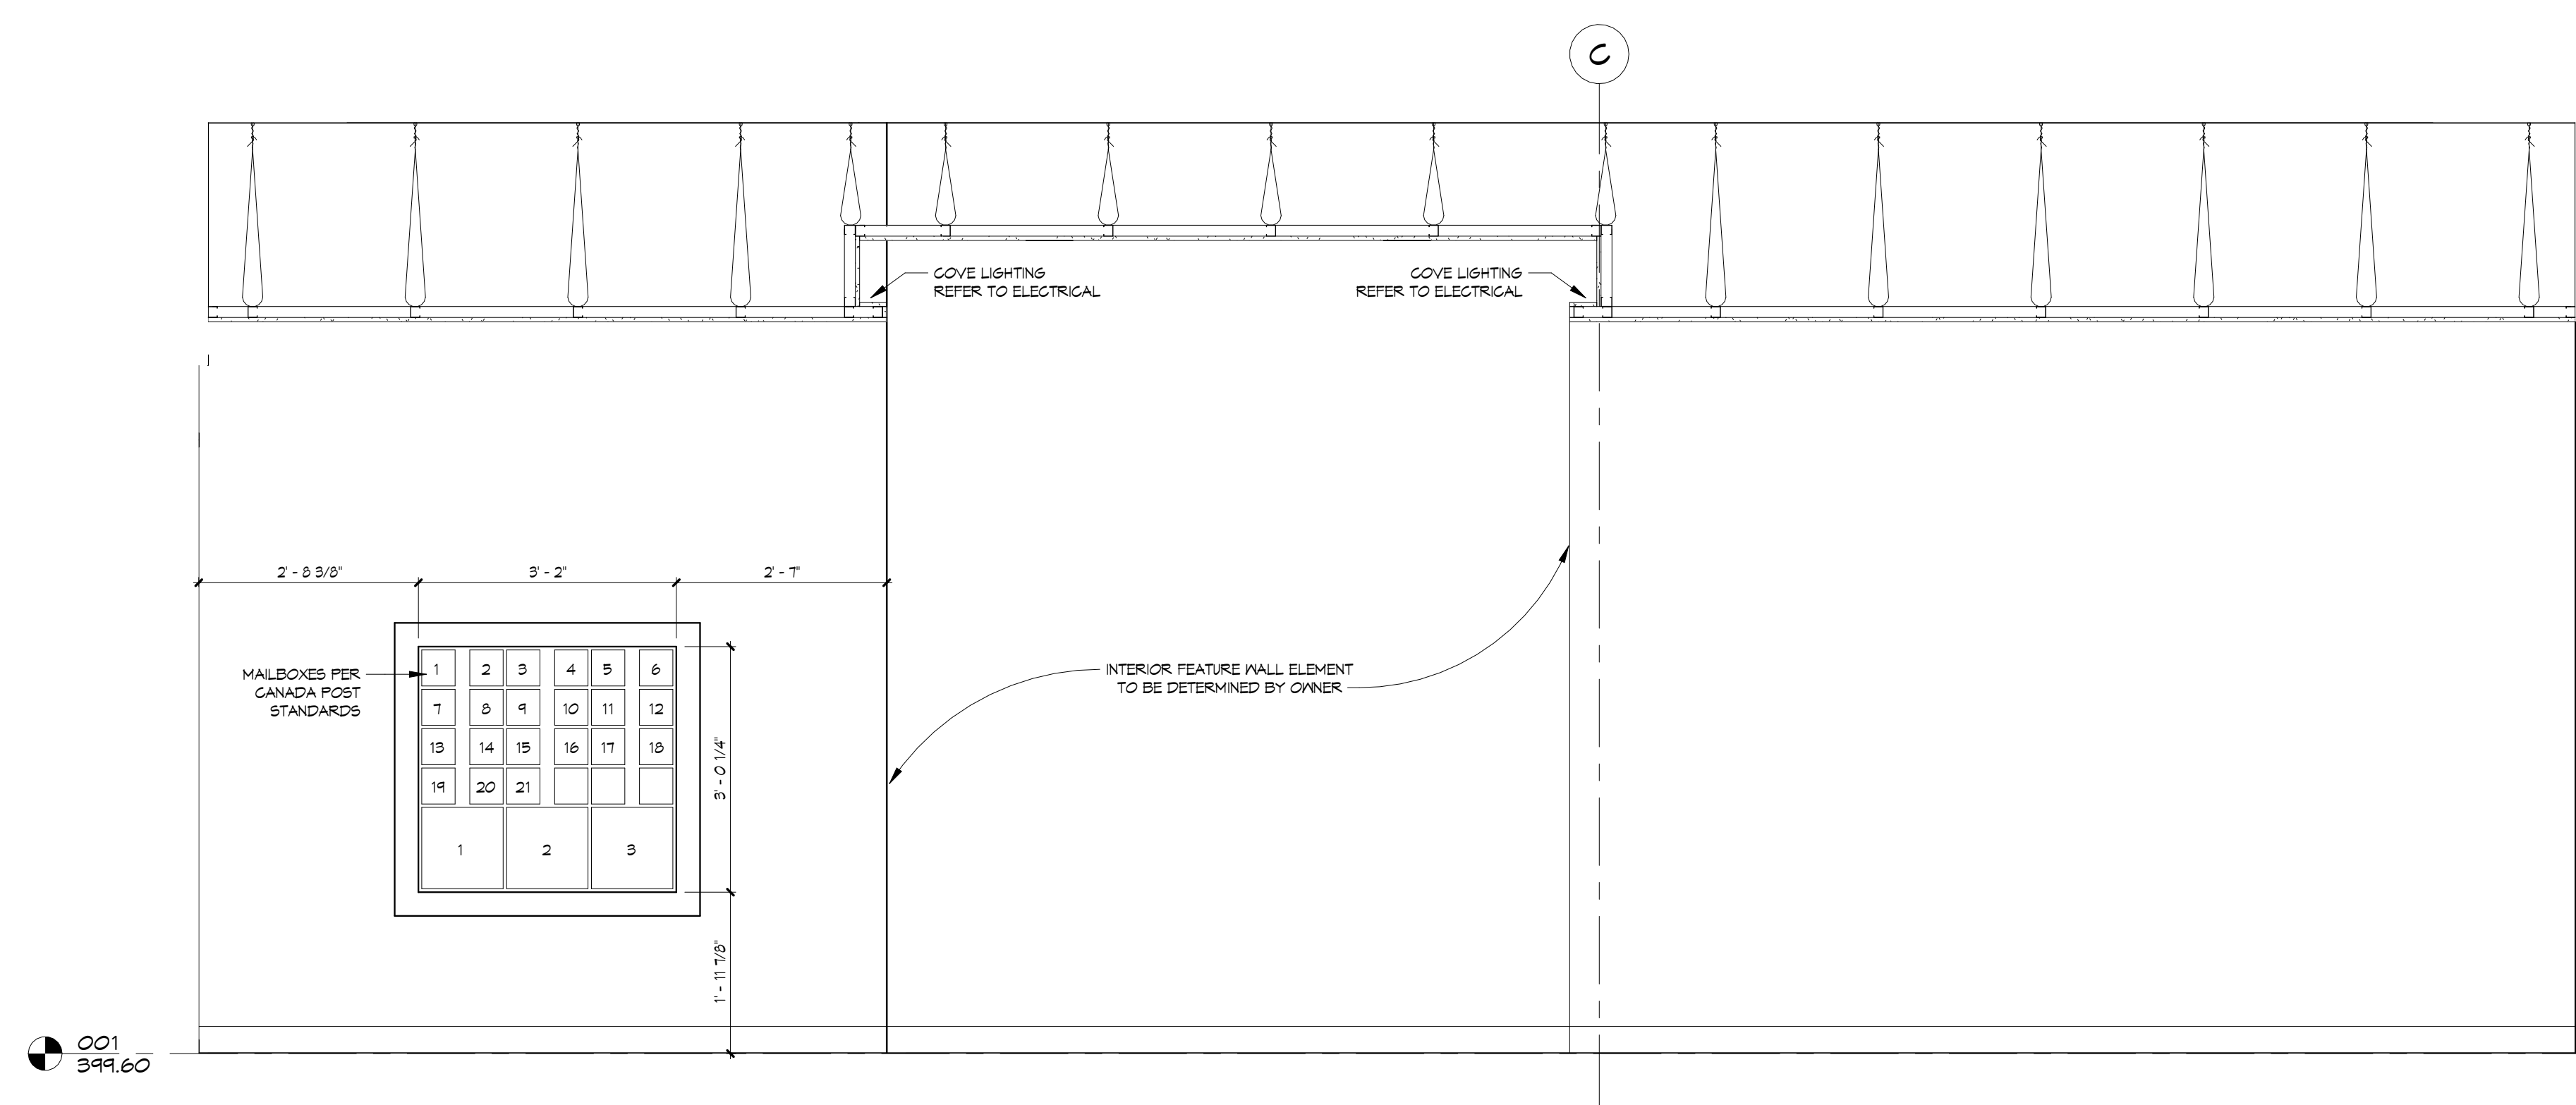 C
COVE LIGHTING
REFER TO ELECTRICAL
COVE LIGHTING
REFER TO ELECTRICAL
2' - 8 3/8"
3' - 2"
2' - 7"
MAILBOXES PER
CANADA POST
STANDARDS
1 2 3 4 5 6
7 8 9 10 11 12
13 14 15 16 17 18
19 20 21
1 2 3
3' - 0 1/4"
1' - 11 7/8"
INTERIOR FEATURE WALL ELEMENT
TO BE DETERMINED BY OWNER
001
399.60